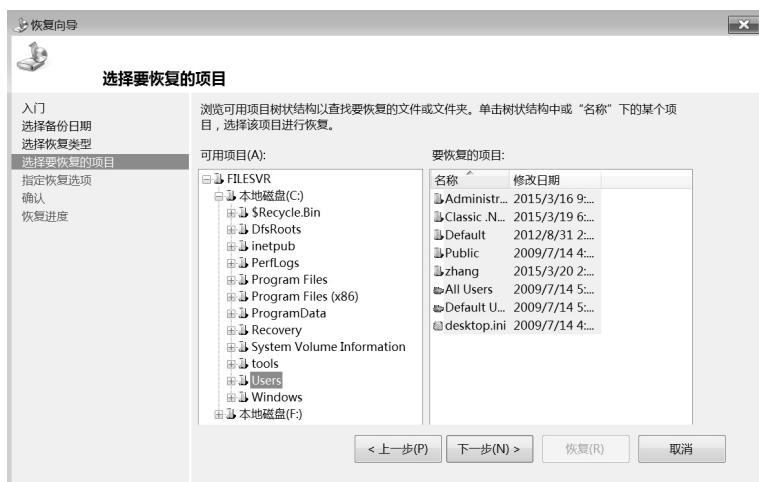 恢复向导
选择要恢复的项目
入门
选择备份日期
选择恢复类型
选择要恢复的项目
指定恢复选项
确认
恢复进度
浏览可用项目树状结构以查找要恢复的文件或文件夹。单击树状结构中或“名称”下的某个项
目，选择该项目进行恢复。
可用项目(A):
FILESVR
本地磁盘(C:)
$Recycle.Bin
DfsRoots
inetpub
PerfLogs
Program Files
Program Files (x86)
ProgramData
Recovery
System Volume Information
tools
Users
Windows
本地磁盘(F:)
要恢复的项目:
名称 修改日期
Administr... 2015/3/16 9:...
Classic .N... 2015/3/19 6:...
Default 2012/8/31 2:...
Public 2009/7/14 4:...
zhang 2015/3/20 2:...
All Users 2009/7/14 5:...
Default U... 2009/7/14 5:...
desktop.ini 2009/7/14 4:...
< 上一步(P) 下一步(N) > 恢复(R) 取消